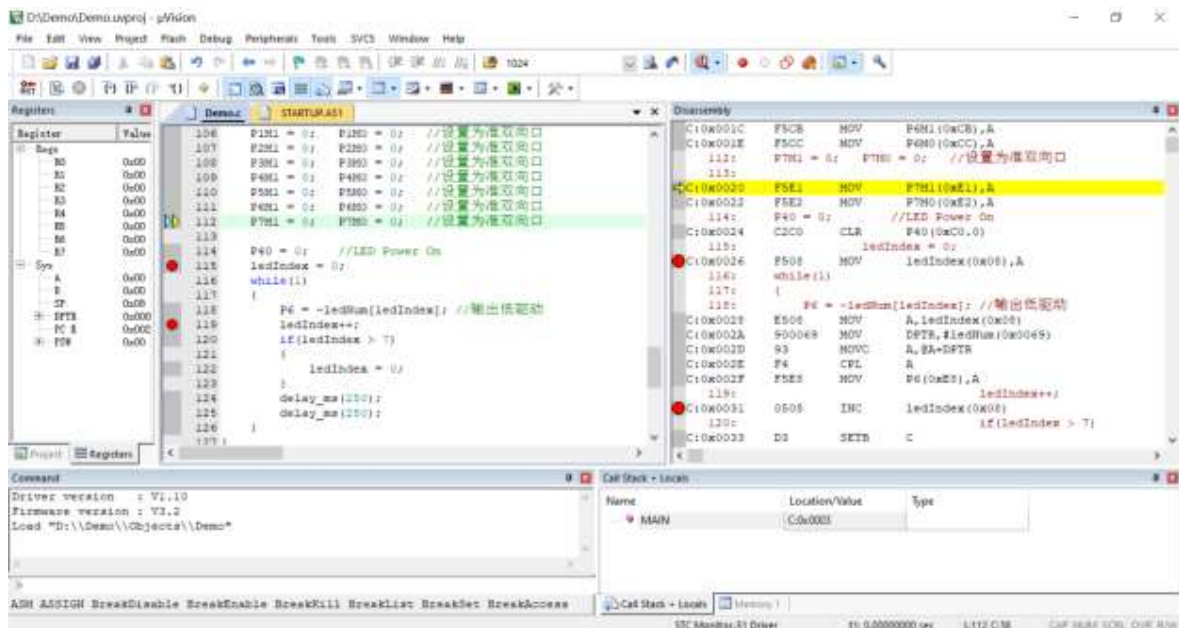 D:\Demo\Demo.uvproj - µVision
File Edit View Project Flash Debug Peripherals Tools SVCS Window Help
1024
Registers
Register Value
Regs
R0 0x00
R1 0x00
R2 0x00
R3 0x00
R4 0x00
R5 0x00
R6 0x00
R7 0x00
Sys
A 0x00
B 0x00
SP 0x08
DPTR 0x000
PC $ 0x002
PSW 0x00
Project Registers
Demo.c STARTUP.A51
106 P1M1 = 0; P1M0 = 0; //设置为准双向口
107 P2M1 = 0; P2M0 = 0; //设置为准双向口
108 P3M1 = 0; P3M0 = 0; //设置为准双向口
109 P4M1 = 0; P4M0 = 0; //设置为准双向口
110 P5M1 = 0; P5M0 = 0; //设置为准双向口
111 P6M1 = 0; P6M0 = 0; //设置为准双向口
112 P7M1 = 0; P7M0 = 0; //设置为准双向口
113
114 P40 = 0; //LED Power On
115 ledIndex = 0;
116 while(1)
117 {
118 P6 = ~ledNum[ledIndex]; //输出低驱动
119 ledIndex++;
120 if(ledIndex > 7)
121 {
122 ledIndex = 0;
123 }
124 delay_ms(250);
125 delay_ms(250);
126 }
127 }
Disassembly
C:0x001C F5CB MOV P6M1(0xCB),A
C:0x001E F5CC MOV P6M0(0xCC),A
112: P7M1 = 0; P7M0 = 0; //设置为准双向口
113:
C:0x0020 F5E1 MOV P7M1(0xE1),A
C:0x0022 F5E2 MOV P7M0(0xE2),A
114: P40 = 0; //LED Power On
C:0x0024 C2C0 CLR P40(0xC0.0)
115: ledIndex = 0;
C:0x0026 F508 MOV ledIndex(0x08),A
116: while(1)
117: {
118: P6 = ~ledNum[ledIndex]; //输出低驱动
C:0x0028 E508 MOV A,ledIndex(0x08)
C:0x002A 900069 MOV DPTR,#ledNum(0x0069)
C:0x002D 93 MOVC A,@A+DPTR
C:0x002E F4 CPL A
C:0x002F F5E8 MOV P6(0xE8),A
119: ledIndex++;
C:0x0031 0508 INC ledIndex(0x08)
120: if(ledIndex > 7)
C:0x0033 D3 SETB C
Command
Driver version : V1.10
Firmware version : V3.2
Load "D:\\Demo\\Objects\\Demo"
>
ASM ASSIGN BreakDisable BreakEnable BreakKill BreakList BreakSet BreakAccess
Call Stack + Locals
Name Location/Value Type
MAIN C:0x0003
Call Stack + Locals Memory 1
STC Monitor-51 Driver t1: 0.00000000 sec L:112 C:58 CAP NUM SCRL OVR R/W